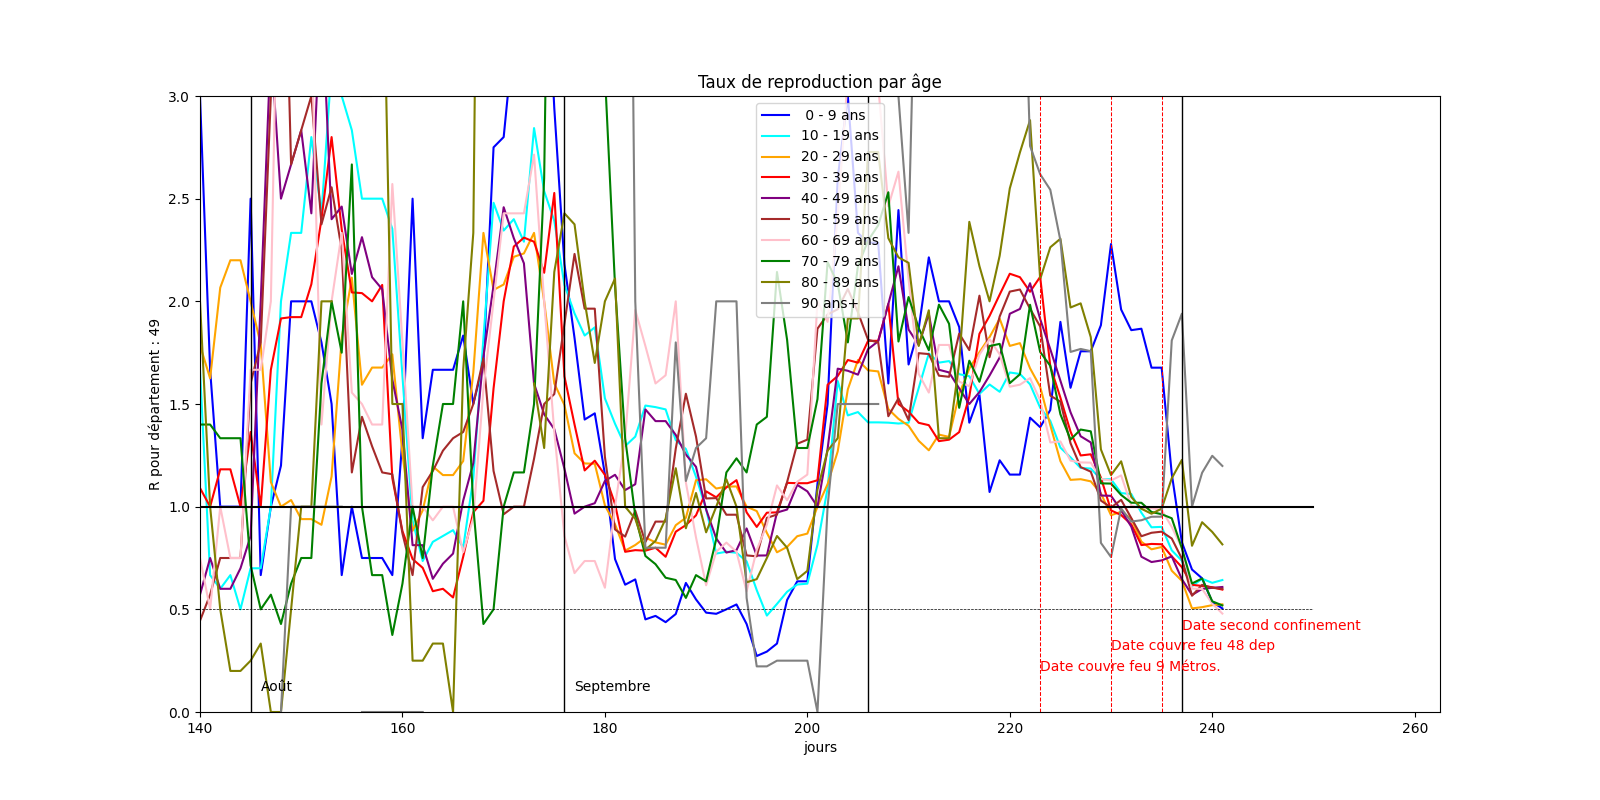 Taux de reproduction par âge
3.0
2.5
2.0
1.5
1.0
0.5
0.0
R pour département : 49
0 - 9 ans
10 - 19 ans
20 - 29 ans
30 - 39 ans
40 - 49 ans
50 - 59 ans
60 - 69 ans
70 - 79 ans
80 - 89 ans
90 ans+
Date second confinement
Date couvre feu 48 dep
Date couvre feu 9 Métros.
Août
Septembre
140 160 180 200 220 240 260
jours